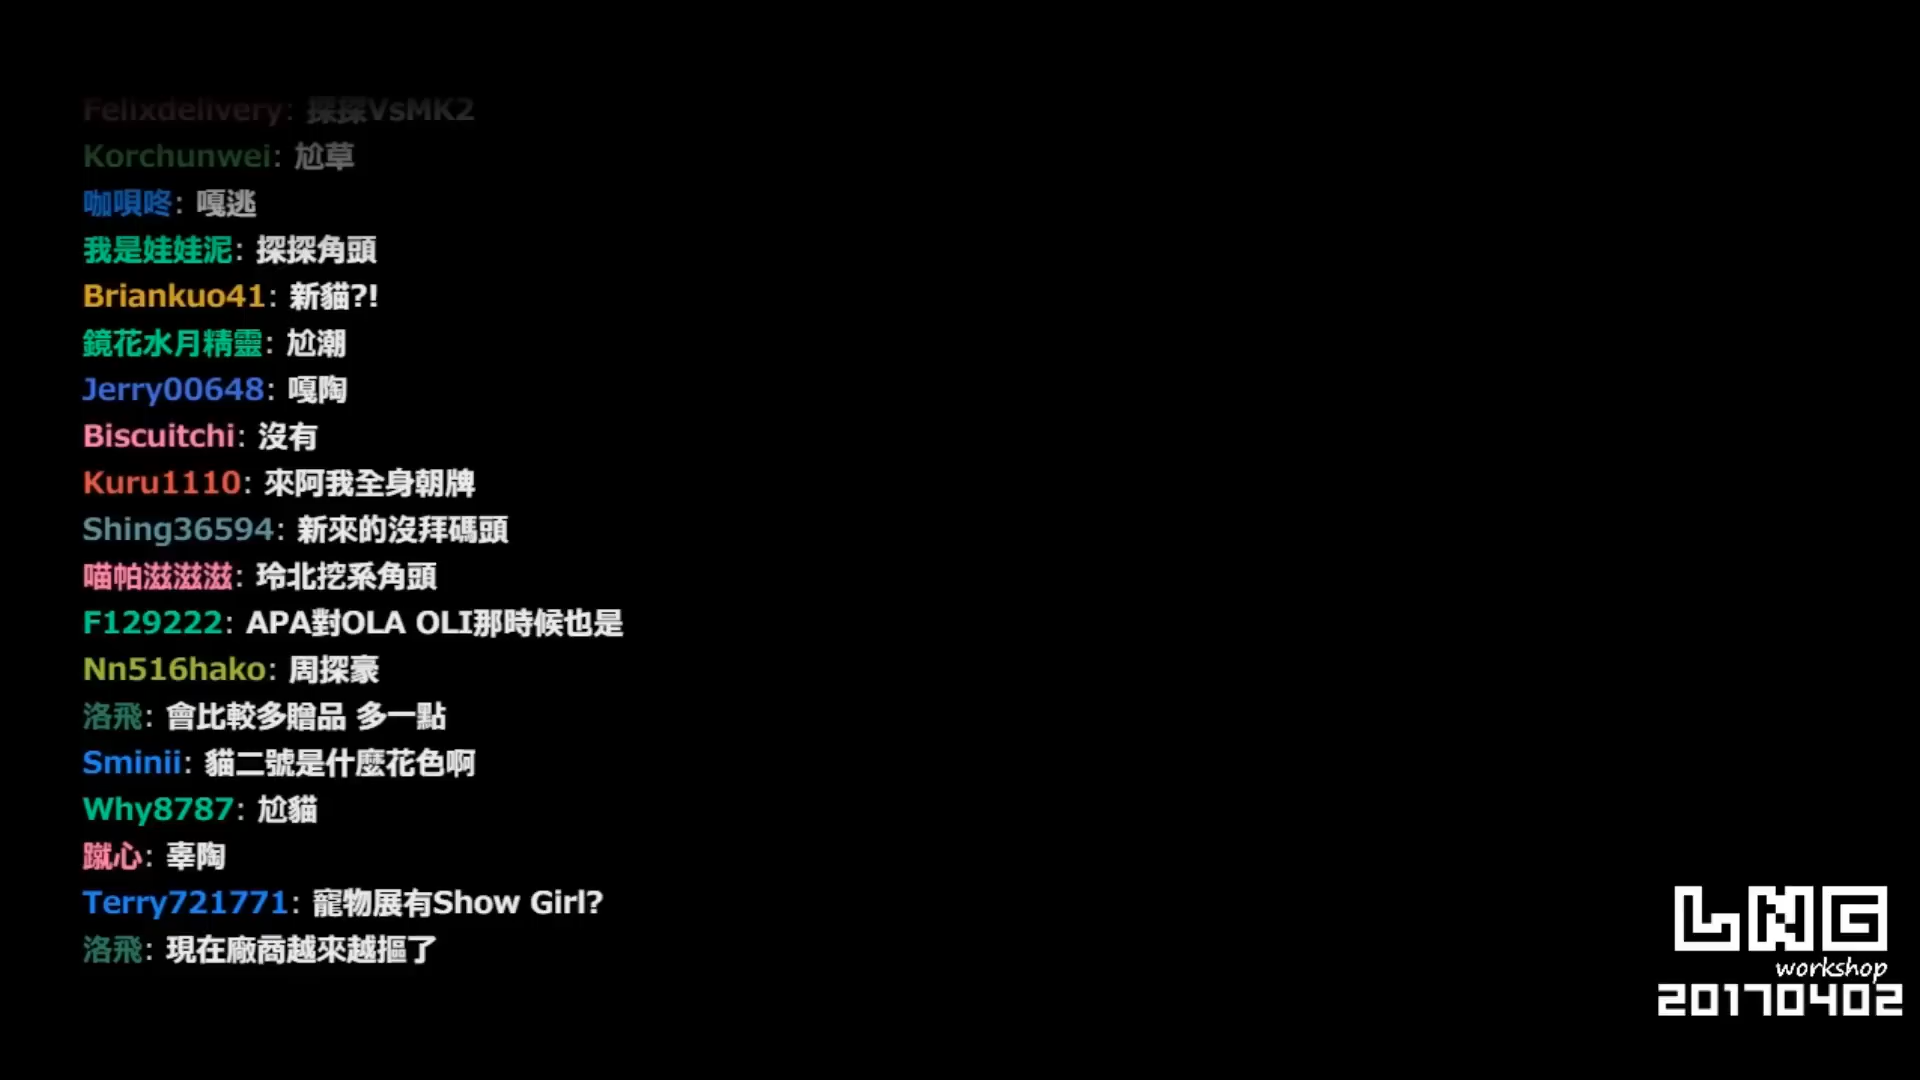 Felixdelivery: 探探VsMK2
Korchunwei: 尬草
咖唄咚: 嘎逃
我是娃娃泥: 探探角頭
Briankuo41: 新貓?!
鏡花水月精靈: 尬潮
Jerry00648: 嘎陶
Biscuitchi: 沒有
Kuru1110: 來阿我全身朝牌
Shing36594: 新來的沒拜碼頭
喵帕滋滋滋: 玲北挖系角頭
F129222: APA對OLA OLI那時候也是
Nn516hako: 周探豪
洛飛: 會比較多贈品 多一點
Sminii: 貓二號是什麼花色啊
Why8787: 尬貓
蹴心: 辜陶
Terry721771: 寵物展有Show Girl?
洛飛: 現在廠商越來越摳了
LNG
workshop
20170402